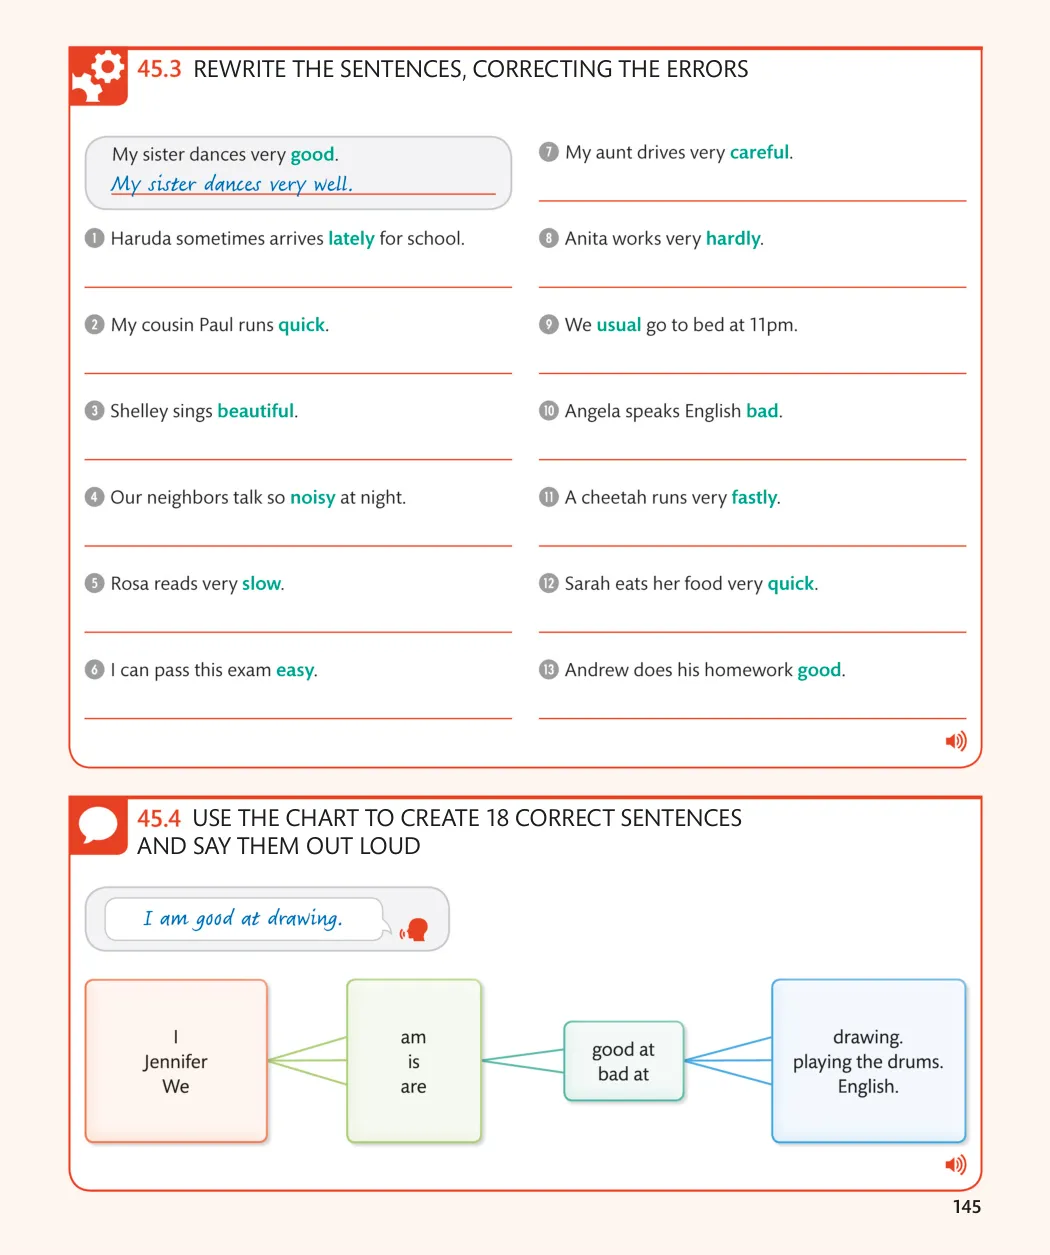 45.3 REWRITE THE SENTENCES, CORRECTING THE ERRORS
My sister dances very good.
My sister dances very well.
1 Haruda sometimes arrives lately for school.
2 My cousin Paul runs quick.
3 Shelley sings beautiful.
4 Our neighbors talk so noisy at night.
5 Rosa reads very slow.
6 I can pass this exam easy.
7 My aunt drives very careful.
8 Anita works very hardly.
9 We usual go to bed at 11pm.
10 Angela speaks English bad.
11 A cheetah runs very fastly.
12 Sarah eats her food very quick.
13 Andrew does his homework good.
45.4 USE THE CHART TO CREATE 18 CORRECT SENTENCES
AND SAY THEM OUT LOUD
I am good at drawing.
I
Jennifer
We
am
is
are
good at
bad at
drawing.
playing the drums.
English.
145